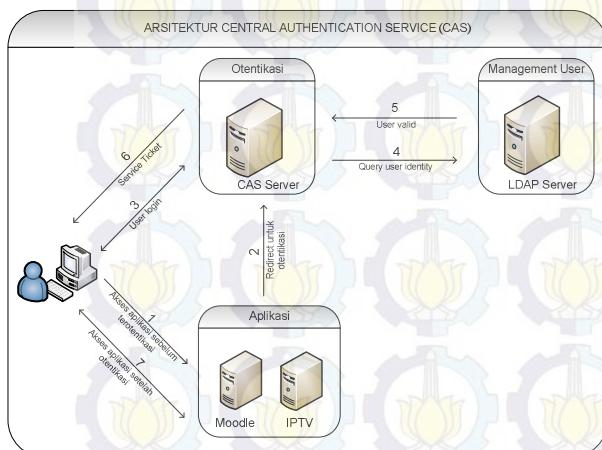 ARSITEKTUR CENTRAL AUTHENTICATION SERVICE (CAS)
Otentikasi
Management User
CAS Server
LDAP Server
5
User valid
4
Query user identity
6
Service Ticket
3
User login
2
Redirect untuk
otentikasi
1
Akses aplikasi sebelum
terotentikasi
7
Akses aplikasi setelah
otentikasi
Aplikasi
Moodle
IPTV